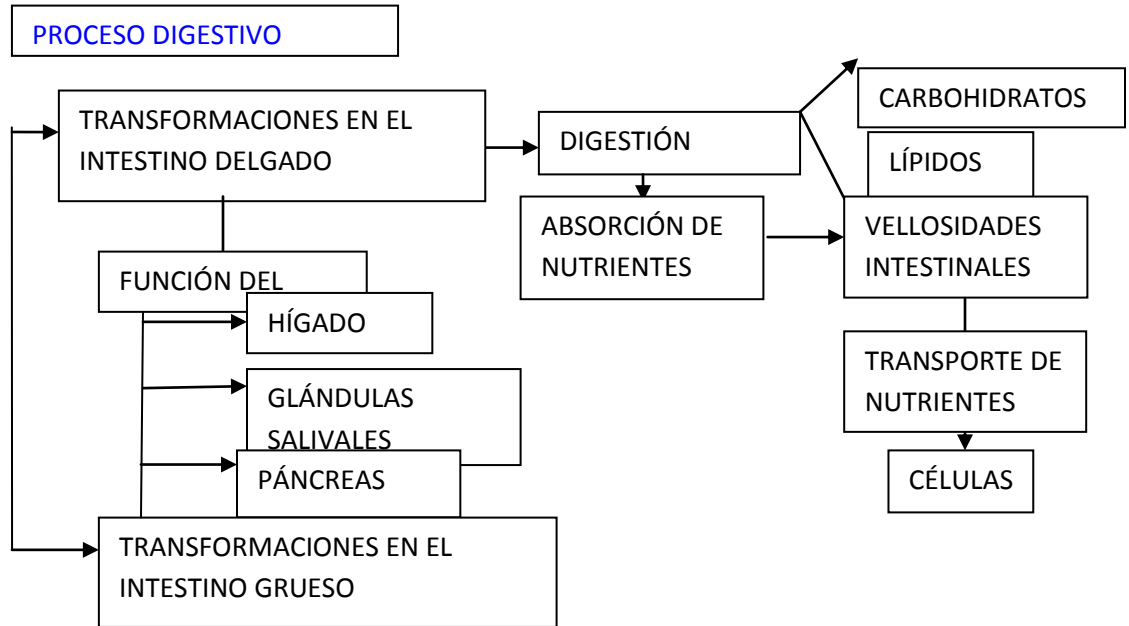 PROCESO DIGESTIVO
TRANSFORMACIONES EN EL
INTESTINO DELGADO
DIGESTIÓN
CARBOHIDRATOS
LÍPIDOS
ABSORCIÓN DE
NUTRIENTES
VELLOSIDADES
INTESTINALES
FUNCIÓN DEL
HÍGADO
GLÁNDULAS
SALIVALES
PÁNCREAS
TRANSPORTE DE
NUTRIENTES
CÉLULAS
TRANSFORMACIONES EN EL
INTESTINO GRUESO